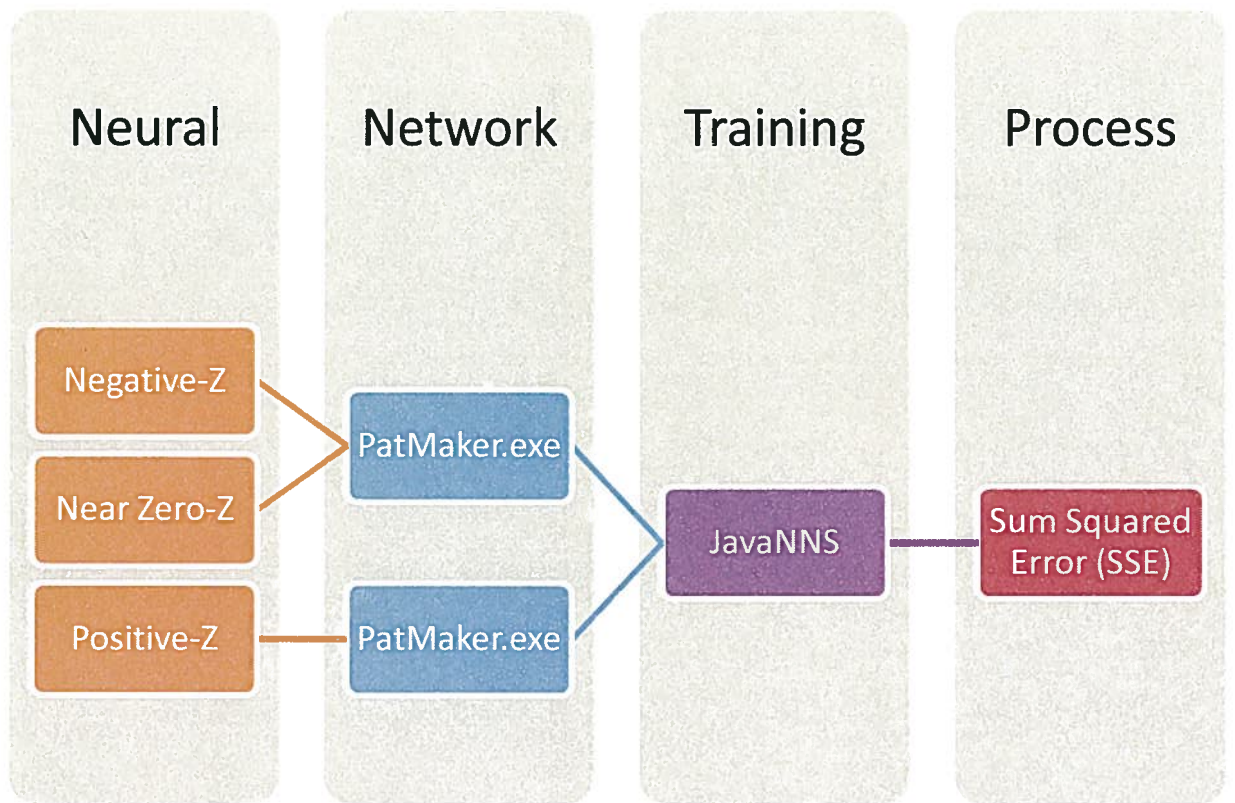 Neural Network Training Process
Negative-Z
Near Zero-Z
Positive-Z
PatMaker.exe
PatMaker.exe
JavaNNS
Sum Squared
Error (SSE)